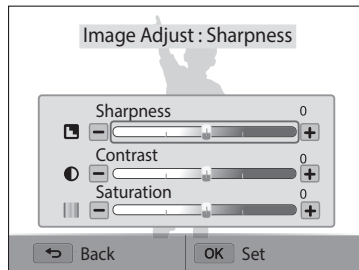 Image Adjust : Sharpness
Sharpness 0
Contrast 0
Saturation 0
Back OK Set